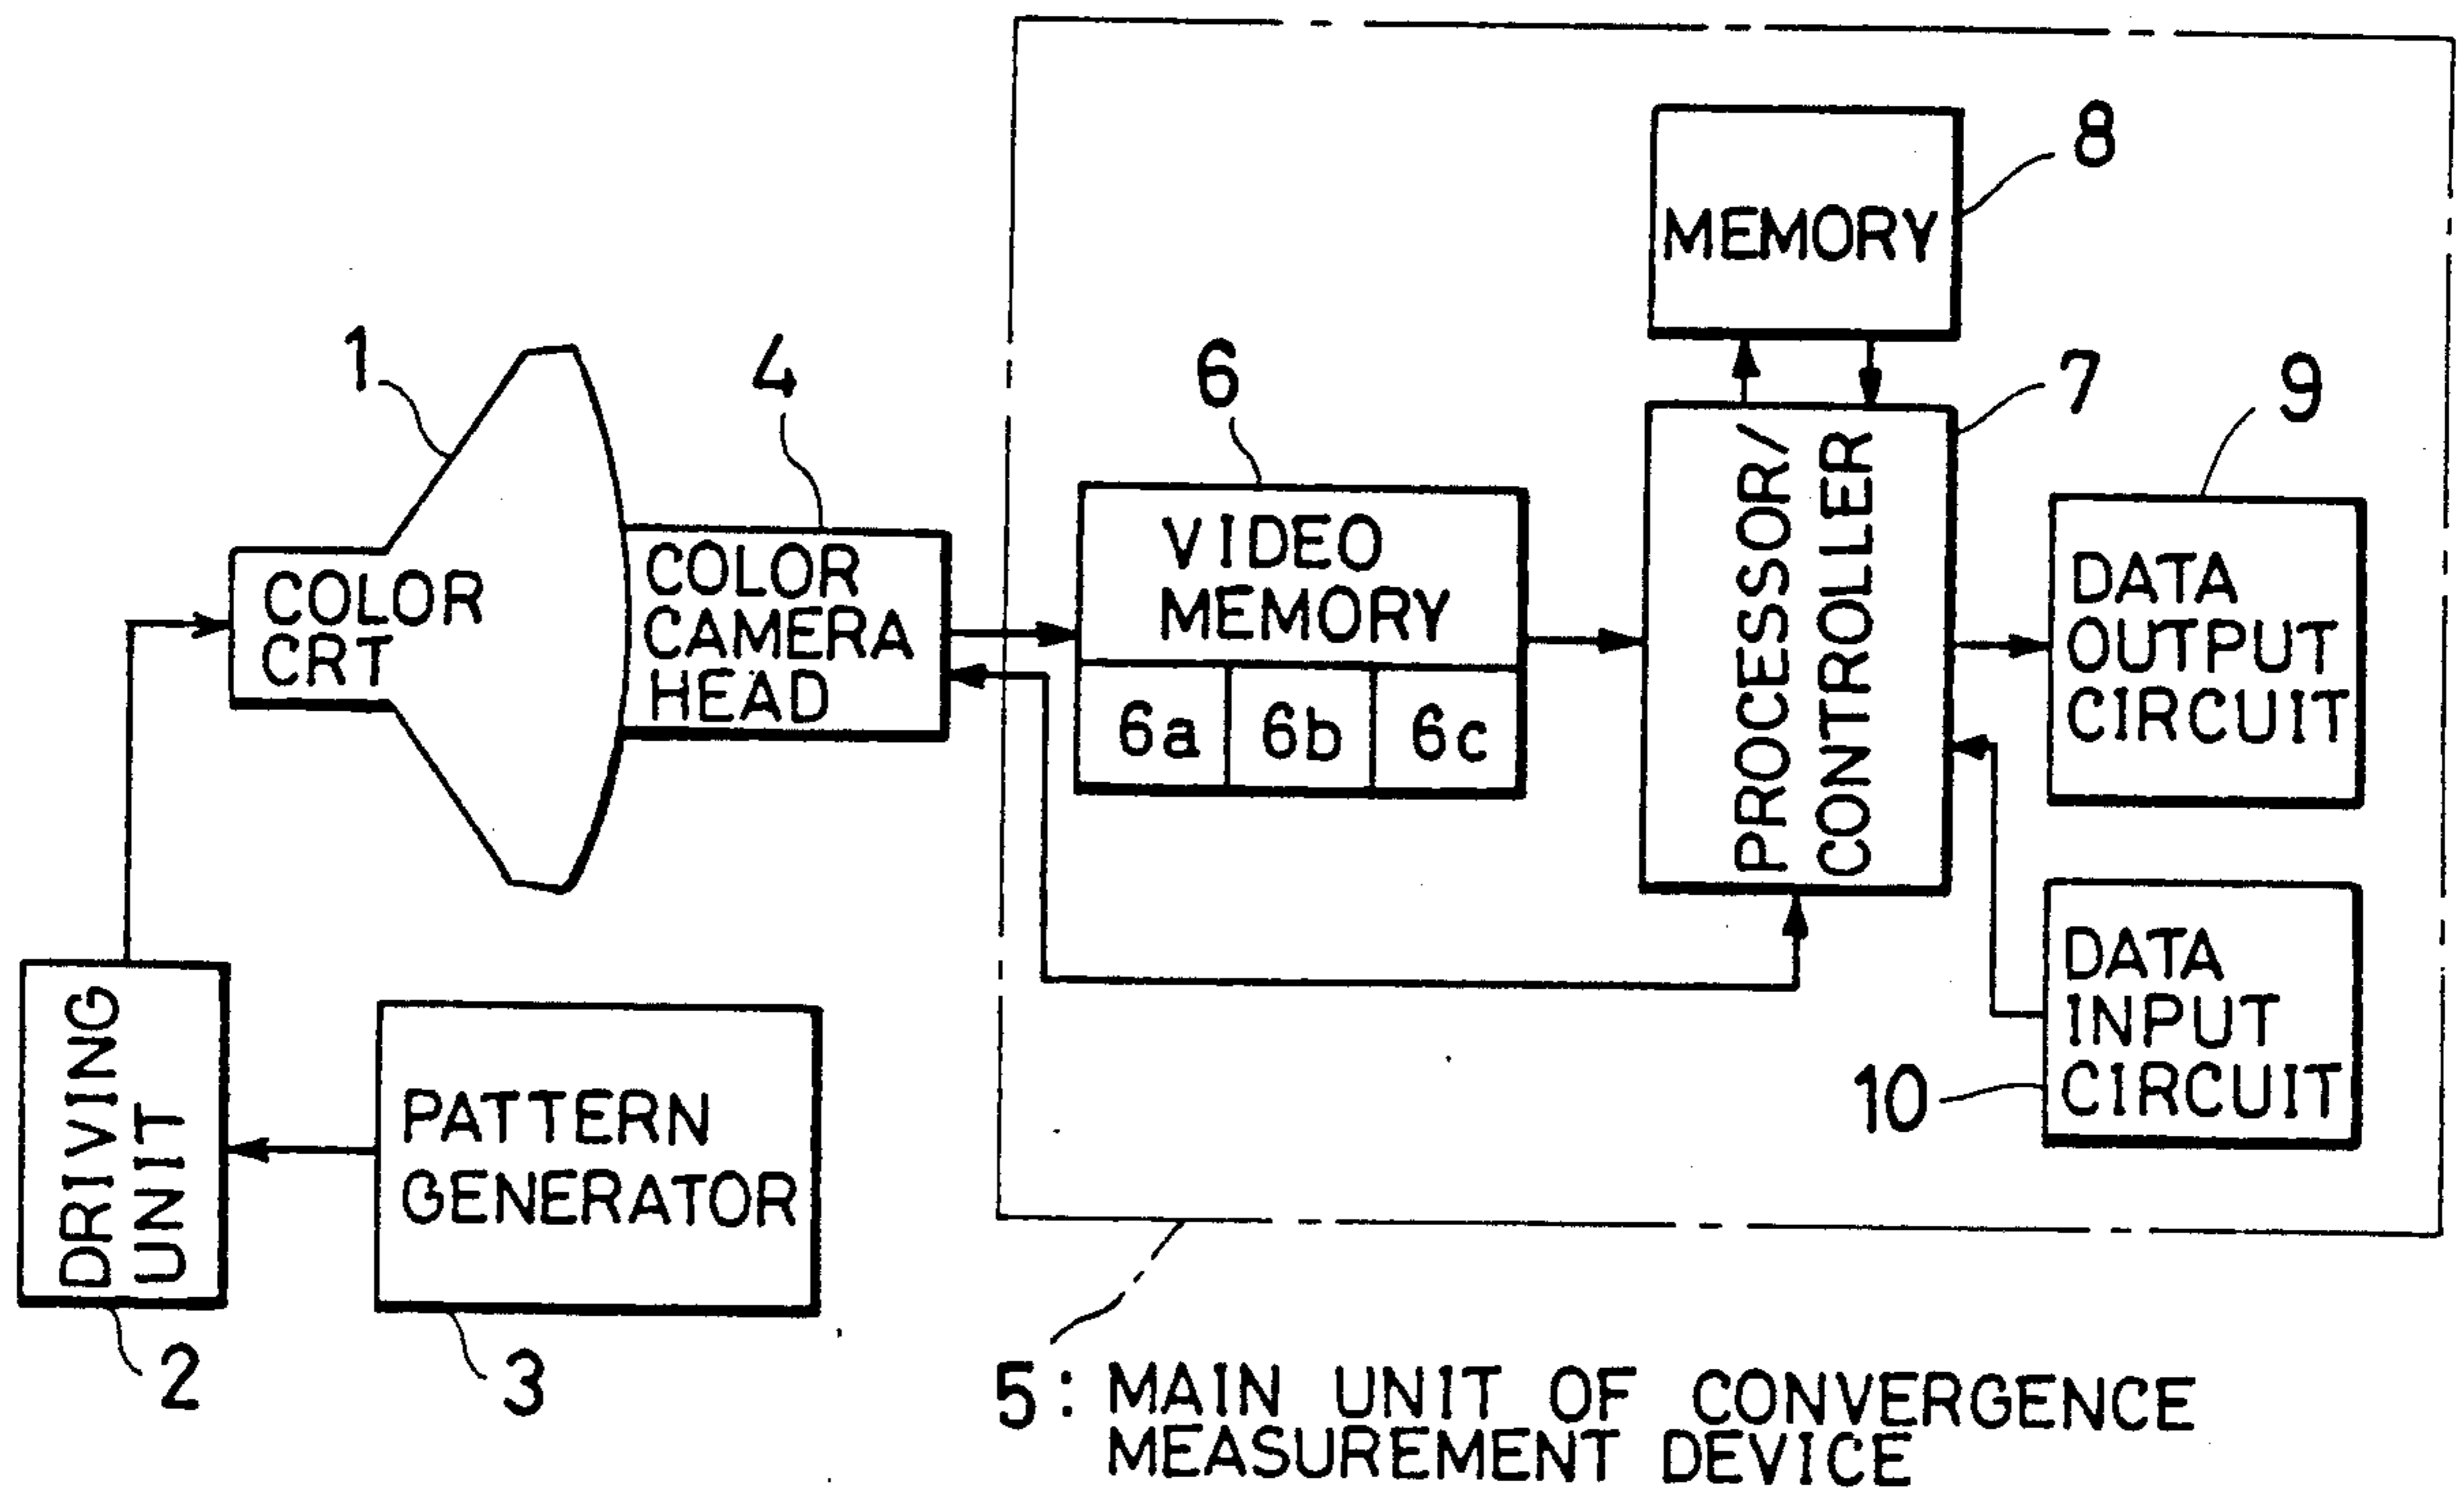 1
COLOR
CRT
4
COLOR
CAMERA
HEAD
6
VIDEO
MEMORY
6a 6b 6c
8
MEMORY
7
PROCESSOR/
CONTROLLER
9
DATA
OUTPUT
CIRCUIT
10
DATA
INPUT
CIRCUIT
DRIVING
UNIT
2
PATTERN
GENERATOR
3
5: MAIN UNIT OF CONVERGENCE
MEASUREMENT DEVICE